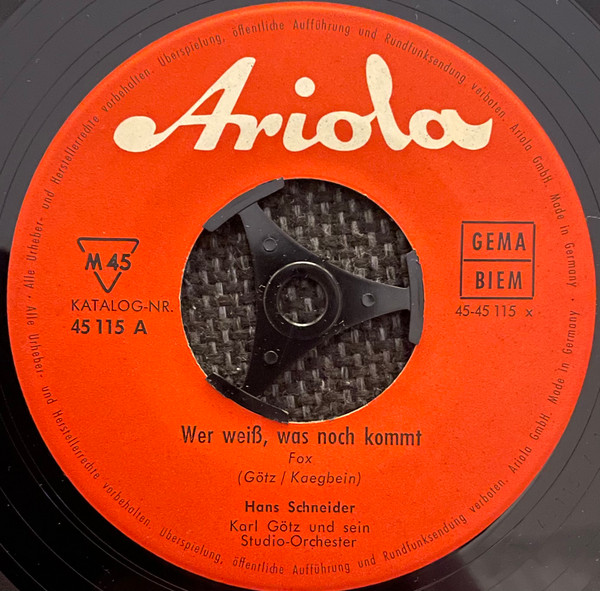 Ariola
M 45
KATALOG-NR.
45 115 A
GEMA
BIEM
45-45 115 x
Wer weiß, was noch kommt
Fox
(Götz / Kaegbein)
Hans Schneider
Karl Götz und sein
Studio-Orchester
Alle Urheber- und Herstellerrechte vorbehalten. Überspielung, öffentliche Aufführung und Rundfunksendung verboten. Ariola GmbH. Made in Germany ·
Alle Urheber- und Herstellerrechte vorbehalten. Überspielung, öffentliche Aufführung und Rundfunksendung verboten. Ariola GmbH. Made in Germany ·